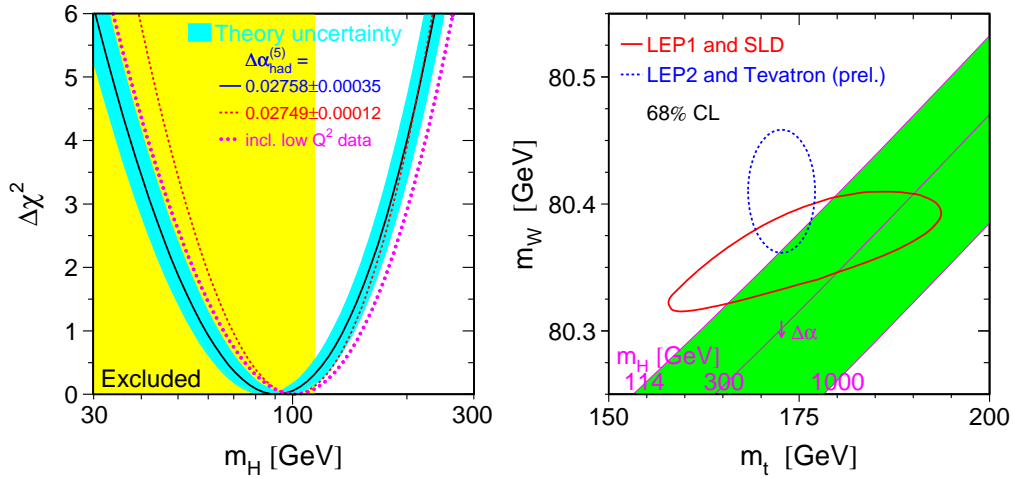 6
5
4
3
2
1
0
Δχ²
Theory uncertainty
Δα(5)had =
0.02758±0.00035
0.02749±0.00012
incl. low Q² data
Excluded
30
100
300
mH [GeV]
80.5
80.4
80.3
mW [GeV]
LEP1 and SLD
LEP2 and Tevatron (prel.)
68% CL
Δα
mH [GeV]
114
300
1000
150
175
200
mt [GeV]